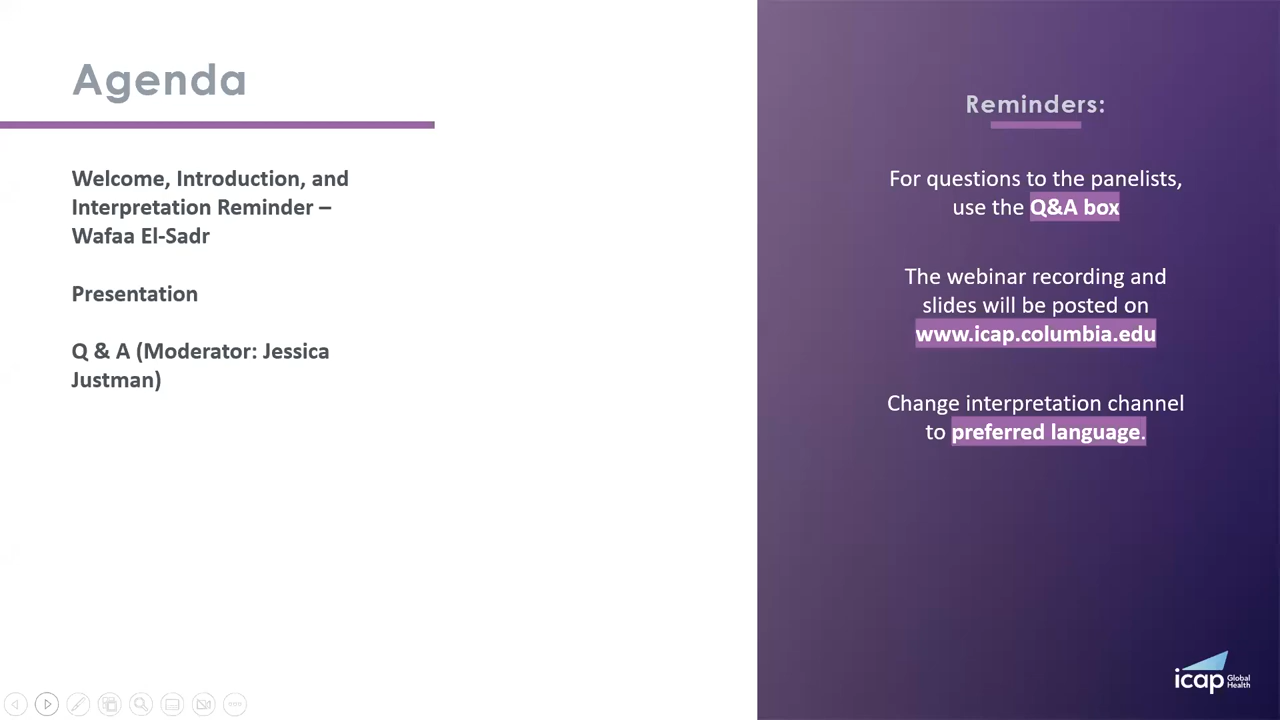 Agenda
Welcome, Introduction, and
Interpretation Reminder –
Wafaa El-Sadr
Presentation
Q & A (Moderator: Jessica
Justman)
Reminders:
For questions to the panelists,
use the Q&A box
The webinar recording and
slides will be posted on
www.icap.columbia.edu
Change interpretation channel
to preferred language.
icap Global
Health